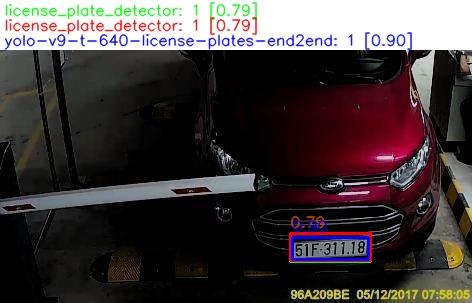 license_plate_detector: 1 [0.79]
license_plate_detector: 1 [0.79]
yolo-v9-t-640-license-plates-end2end: 1 [0.90]
0.79
51F-311.18
96A209BE 05/12/2017 07:58:05